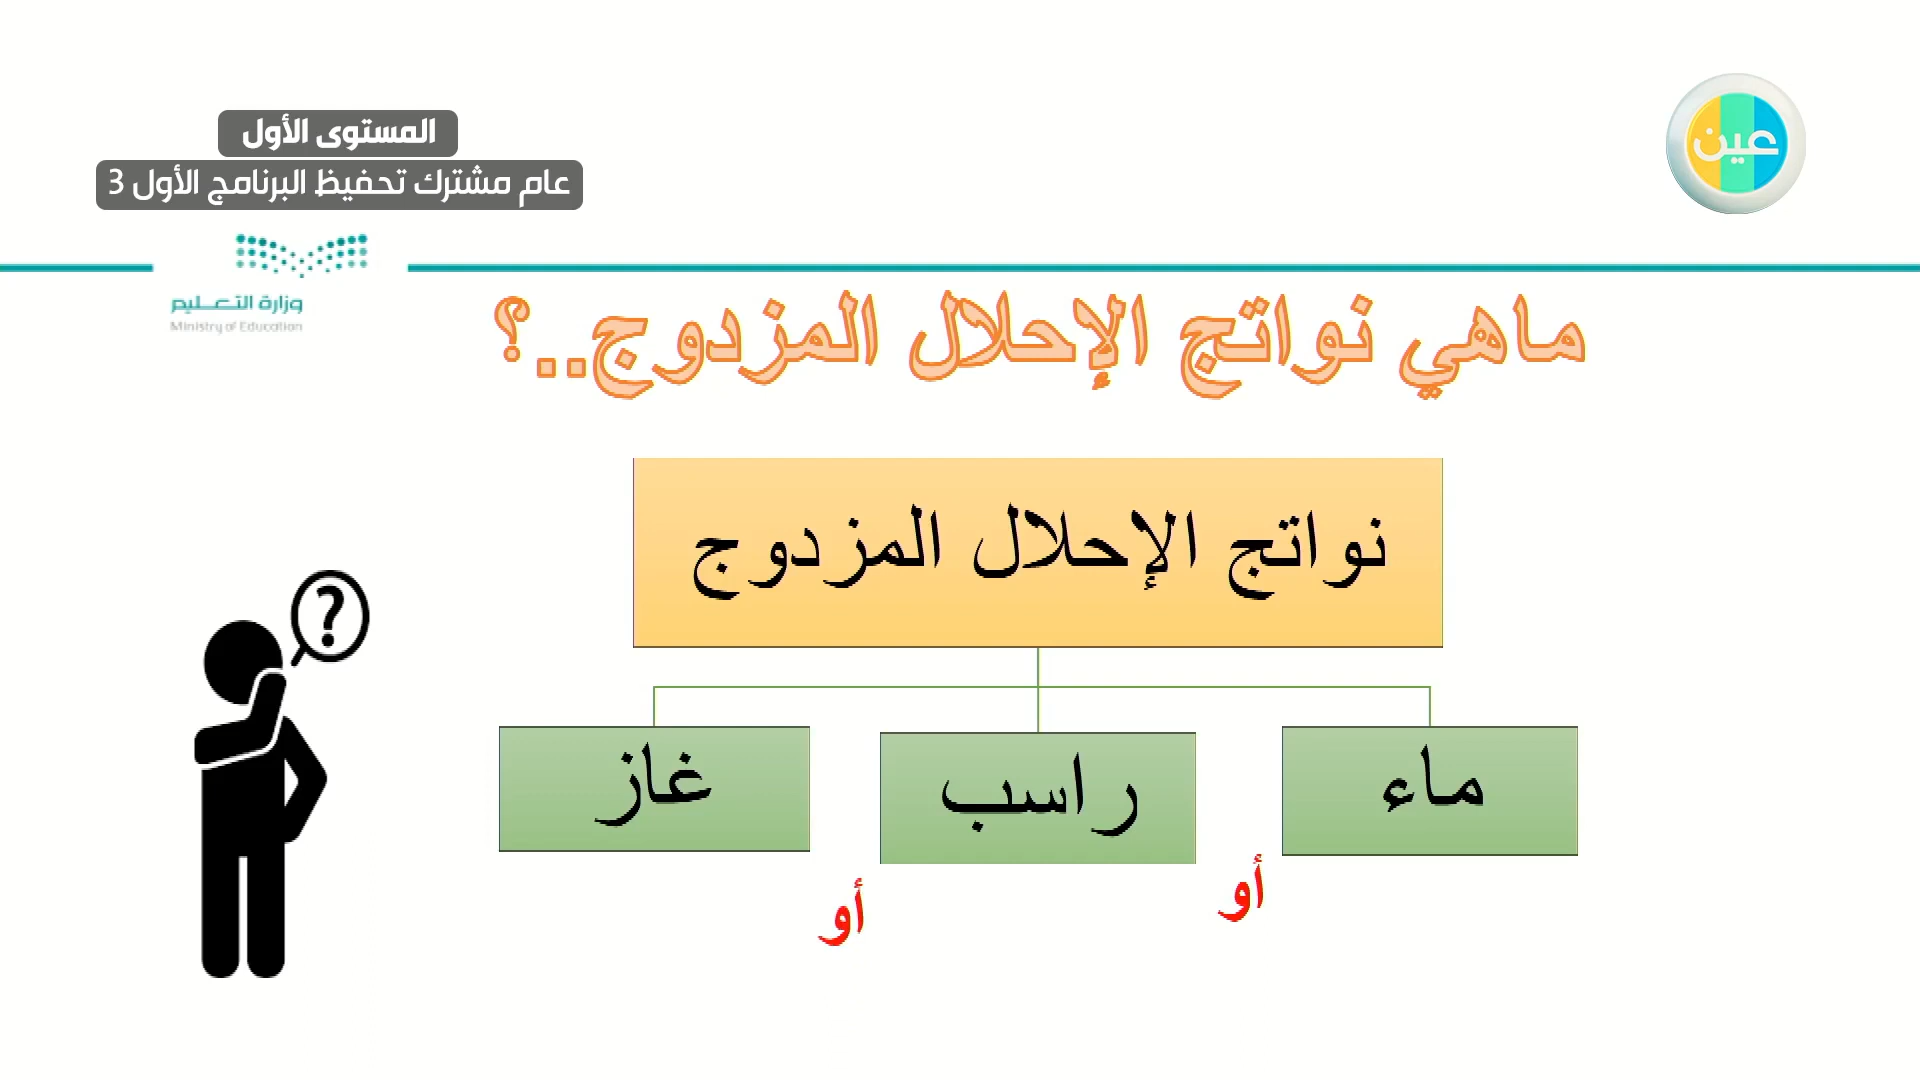 المستوى الأول
عام مشترك تحفيظ البرنامج الأول 3
عين
وزارة التعليم
Ministry of Education
ماهي نواتج الإحلال المزدوج..؟
?
نواتج الإحلال المزدوج
ماء
راسب
غاز
أو
أو